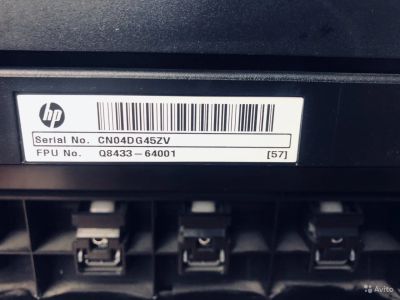 hp
Serial No. CN04DG45ZV
FPU No. Q8433-64001 [57]
Avito